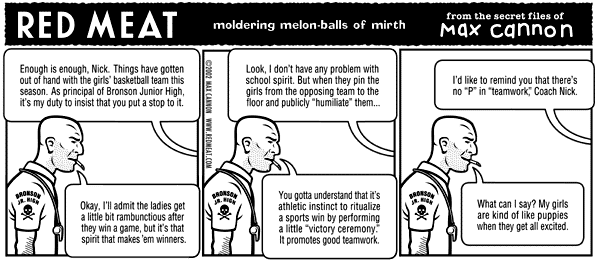 RED MEAT
moldering melon-balls of mirth
from the secret files of
Max Cannon
Enough is enough, Nick. Things have gotten
out of hand with the girls' basketball team this
season. As principal of Bronson Junior High,
it's my duty to insist that you put a stop to it.
BRONSON
JR. HIGH
Okay, I'll admit the ladies get
a little bit rambunctious after
they win a game, but it's that
spirit that makes 'em winners.
©2002 MAX CANNON WWW.REDMEAT.COM
Look, I don't have any problem with
school spirit. But when they pin the
girls from the opposing team to the
floor and publicly “humiliate” them...
BRONSON
JR. HIGH
You gotta understand that it's
athletic instinct to ritualize
a sports win by performing
a little “victory ceremony.”
It promotes good teamwork.
I'd like to remind you that there's
no “P” in “teamwork,” Coach Nick.
BRONSON
JR. HIGH
What can I say? My girls
are kind of like puppies
when they get all excited.